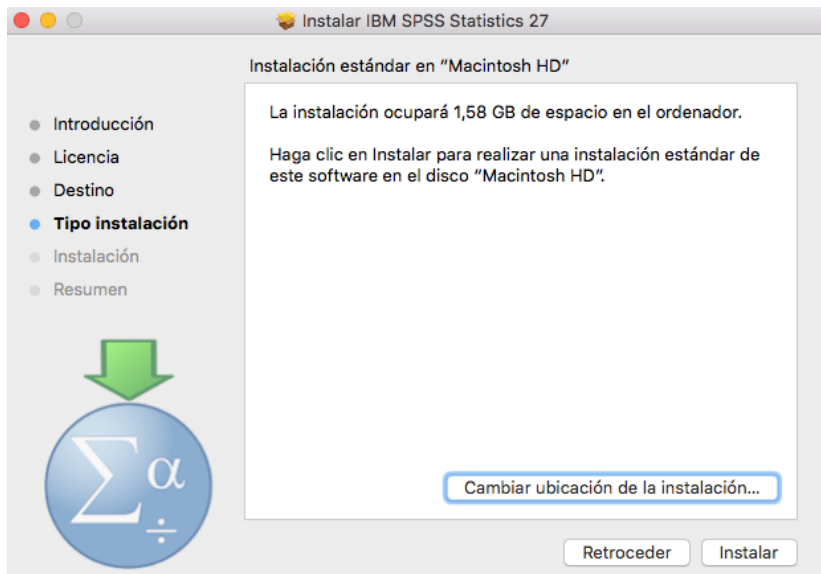 Instalar IBM SPSS Statistics 27
Instalación estándar en “Macintosh HD”
Introducción
Licencia
Destino
Tipo instalación
Instalación
Resumen
La instalación ocupará 1,58 GB de espacio en el ordenador.
Haga clic en Instalar para realizar una instalación estándar de
este software en el disco “Macintosh HD”.
Σα
÷
Cambiar ubicación de la instalación...
Retroceder
Instalar